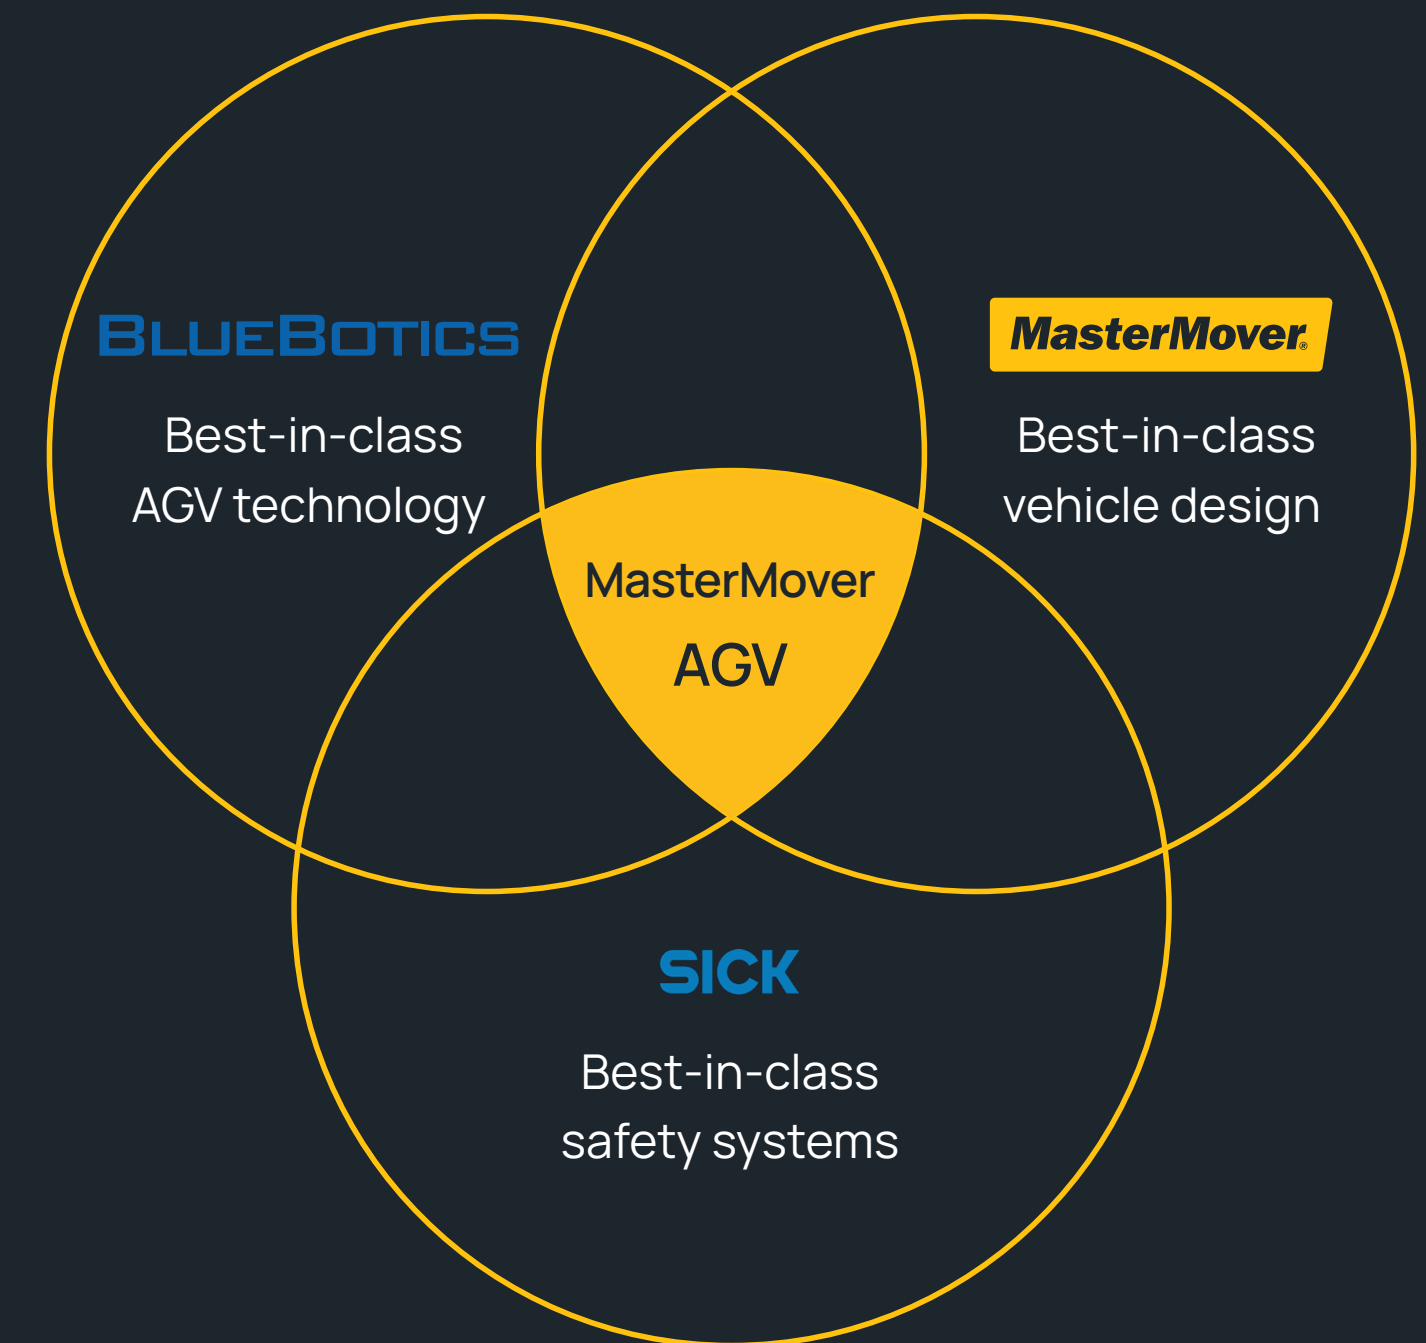 BLUEBOTICS
Best-in-class
AGV technology
MasterMover®
Best-in-class
vehicle design
MasterMover
AGV
SICK
Best-in-class
safety systems